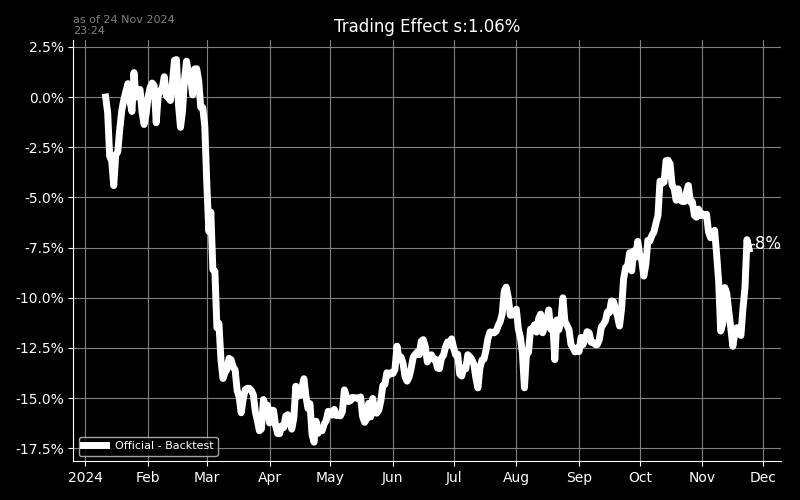 as of 24 Nov 2024
23:24
Trading Effect s:1.06%
2.5%
0.0%
-2.5%
-5.0%
-7.5%
-10.0%
-12.5%
-15.0%
-17.5%
-8%
Official - Backtest
2024 Feb Mar Apr May Jun Jul Aug Sep Oct Nov Dec